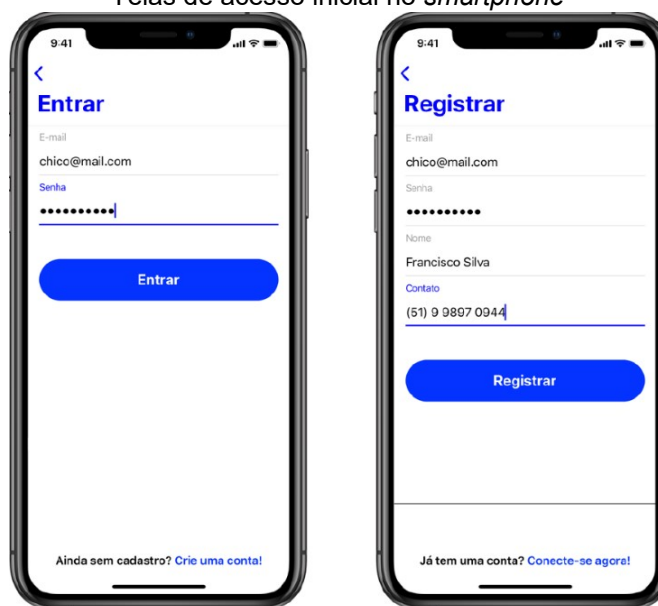 Telas de acesso inicial no smartphone
9:41
Entrar
E-mail
chico@mail.com
Senha
••••••••••
Entrar
Ainda sem cadastro? Crie uma conta!
9:41
Registrar
E-mail
chico@mail.com
Senha
••••••••••
Nome
Francisco Silva
Contato
(51) 9 9897 0944
Registrar
Já tem uma conta? Conecte-se agora!